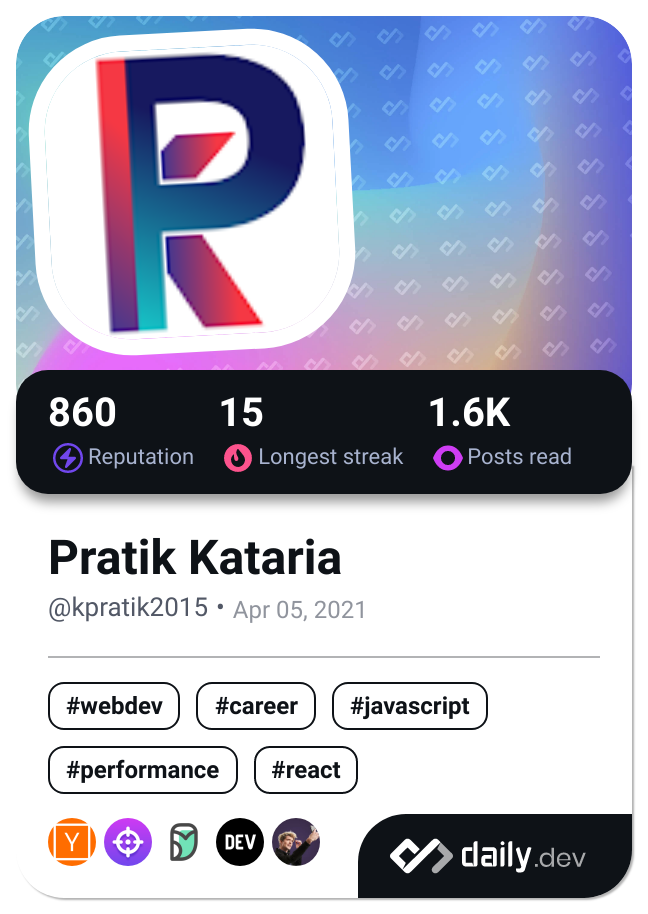 860 15 1.6K
Reputation Longest streak Posts read
Pratik Kataria
@kpratik2015 • Apr 05, 2021
#webdev #career #javascript
#performance #react
Y DEV
daily.dev